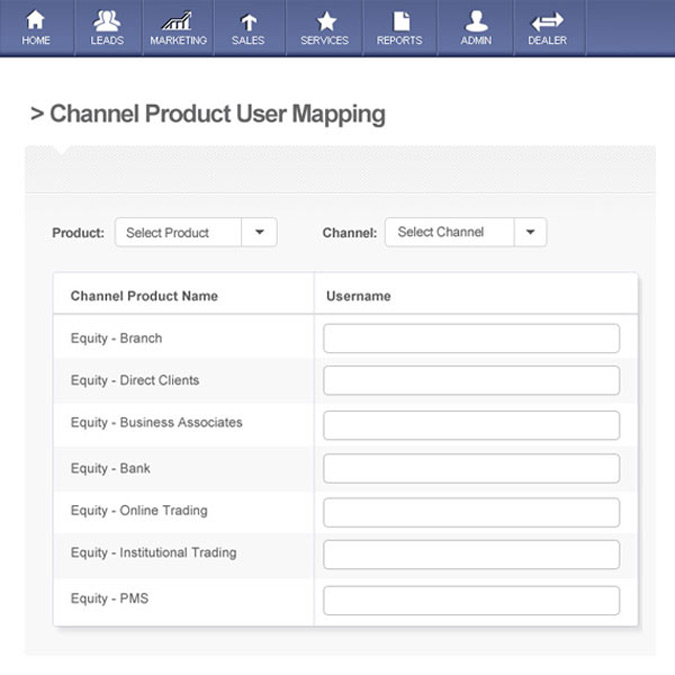 HOME LEADS MARKETING SALES SERVICES REPORTS ADMIN DEALER
> Channel Product User Mapping
Product: Select Product Channel: Select Channel
Channel Product Name Username
Equity - Branch
Equity - Direct Clients
Equity - Business Associates
Equity - Bank
Equity - Online Trading
Equity - Institutional Trading
Equity - PMS